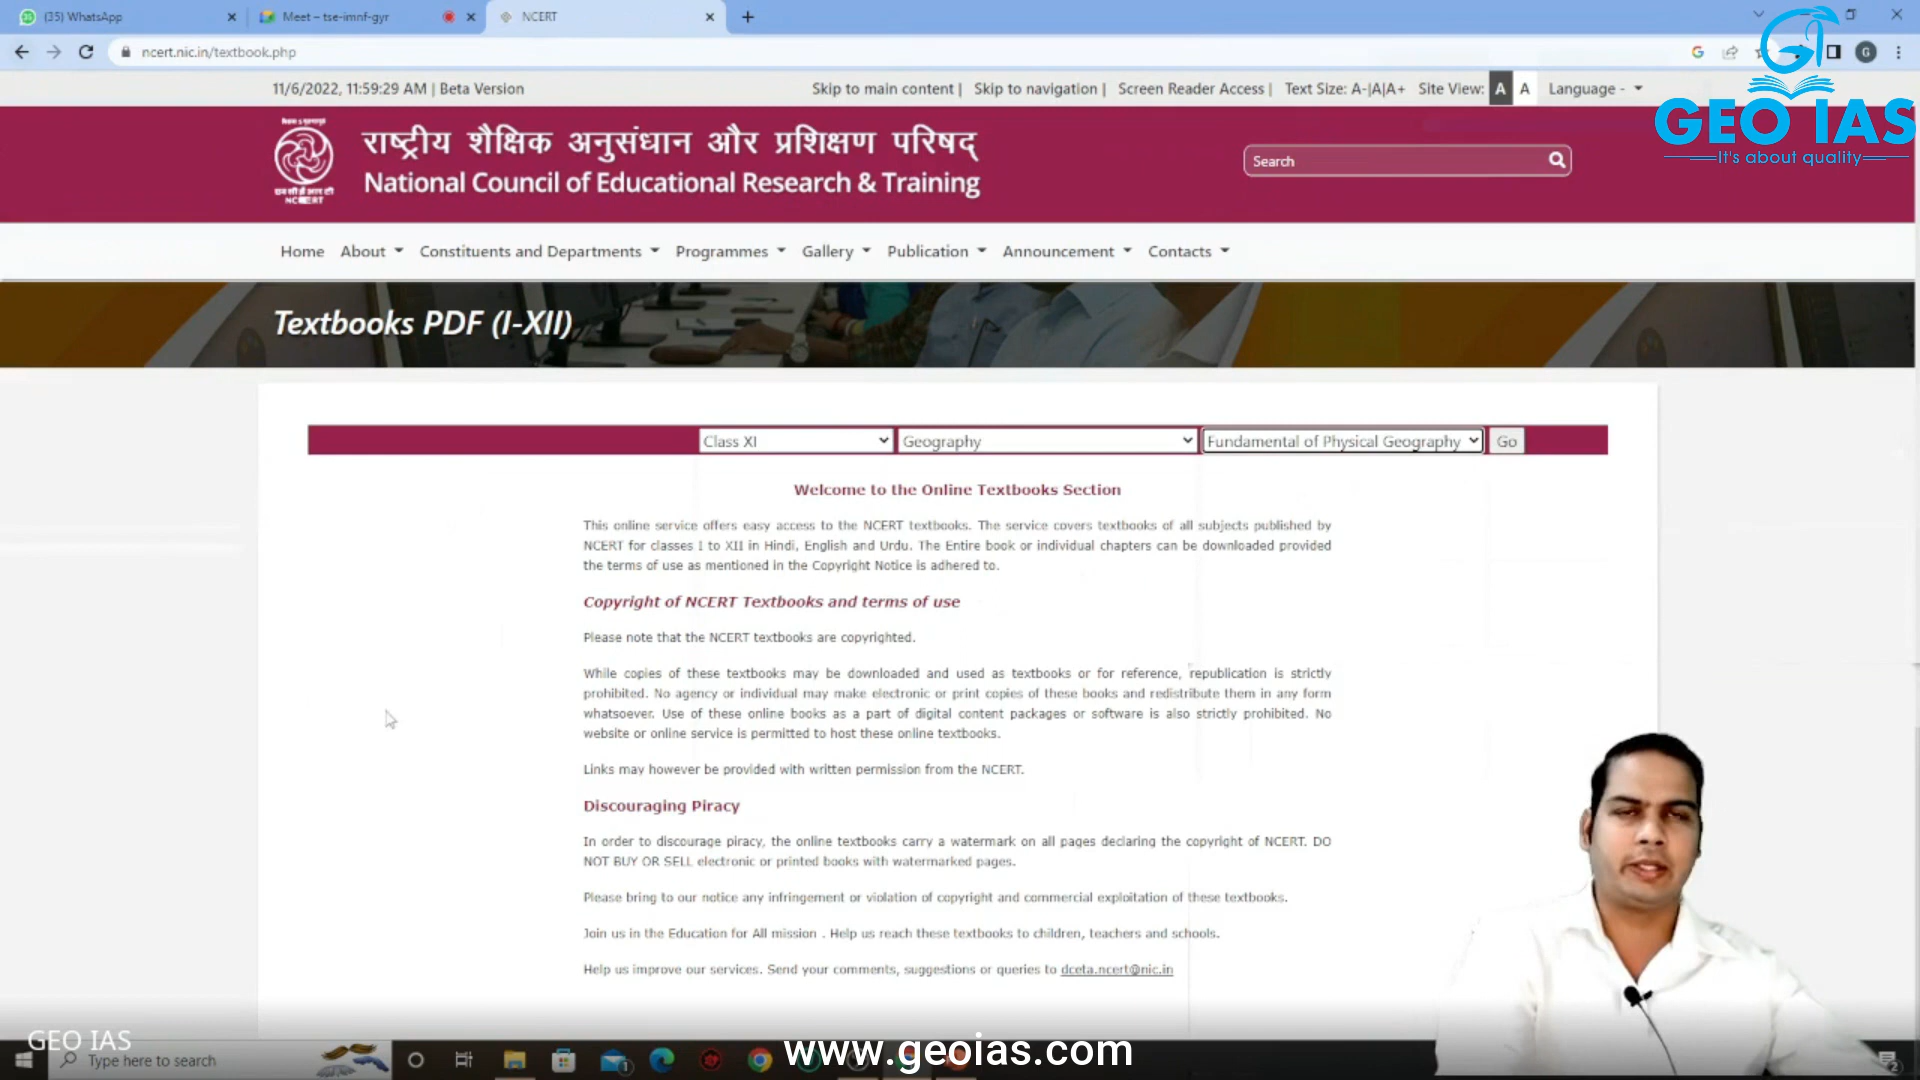 (35) WhatsApp
Meet – tse-imnf-gyr
NCERT
ncert.nic.in/textbook.php
G
11/6/2022, 11:59:29 AM | Beta Version
Skip to main content | Skip to navigation | Screen Reader Access | Text Size: A-|A|A+ Site View: A A Language -
GEO IAS
It's about quality
राष्ट्रीय शैक्षिक अनुसंधान और प्रशिक्षण परिषद्
National Council of Educational Research & Training
Search
Home About Constituents and Departments Programmes Gallery Publication Announcement Contacts
Textbooks PDF (I-XII)
Class XI Geography Fundamental of Physical Geography Go
Welcome to the Online Textbooks Section
This online service offers easy access to the NCERT textbooks. The service covers textbooks of all subjects published by
NCERT for classes I to XII in Hindi, English and Urdu. The Entire book or individual chapters can be downloaded provided
the terms of use as mentioned in the Copyright Notice is adhered to.
Copyright of NCERT Textbooks and terms of use
Please note that the NCERT textbooks are copyrighted.
While copies of these textbooks may be downloaded and used as textbooks or for reference, republication is strictly
prohibited. No agency or individual may make electronic or print copies of these books and redistribute them in any form
whatsoever. Use of these online books as a part of digital content packages or software is also strictly prohibited. No
website or online service is permitted to host these online textbooks.
Links may however be provided with written permission from the NCERT.
Discouraging Piracy
In order to discourage piracy, the online textbooks carry a watermark on all pages declaring the copyright of NCERT. DO
NOT BUY OR SELL electronic or printed books with watermarked pages.
Please bring to our notice any infringement or violation of copyright and commercial exploitation of these textbooks.
Join us in the Education for All mission . Help us reach these textbooks to children, teachers and schools.
Help us improve our services. Send your comments, suggestions or queries to dceta.ncert@nic.in
GEO IAS
Type here to search
www.geoias.com